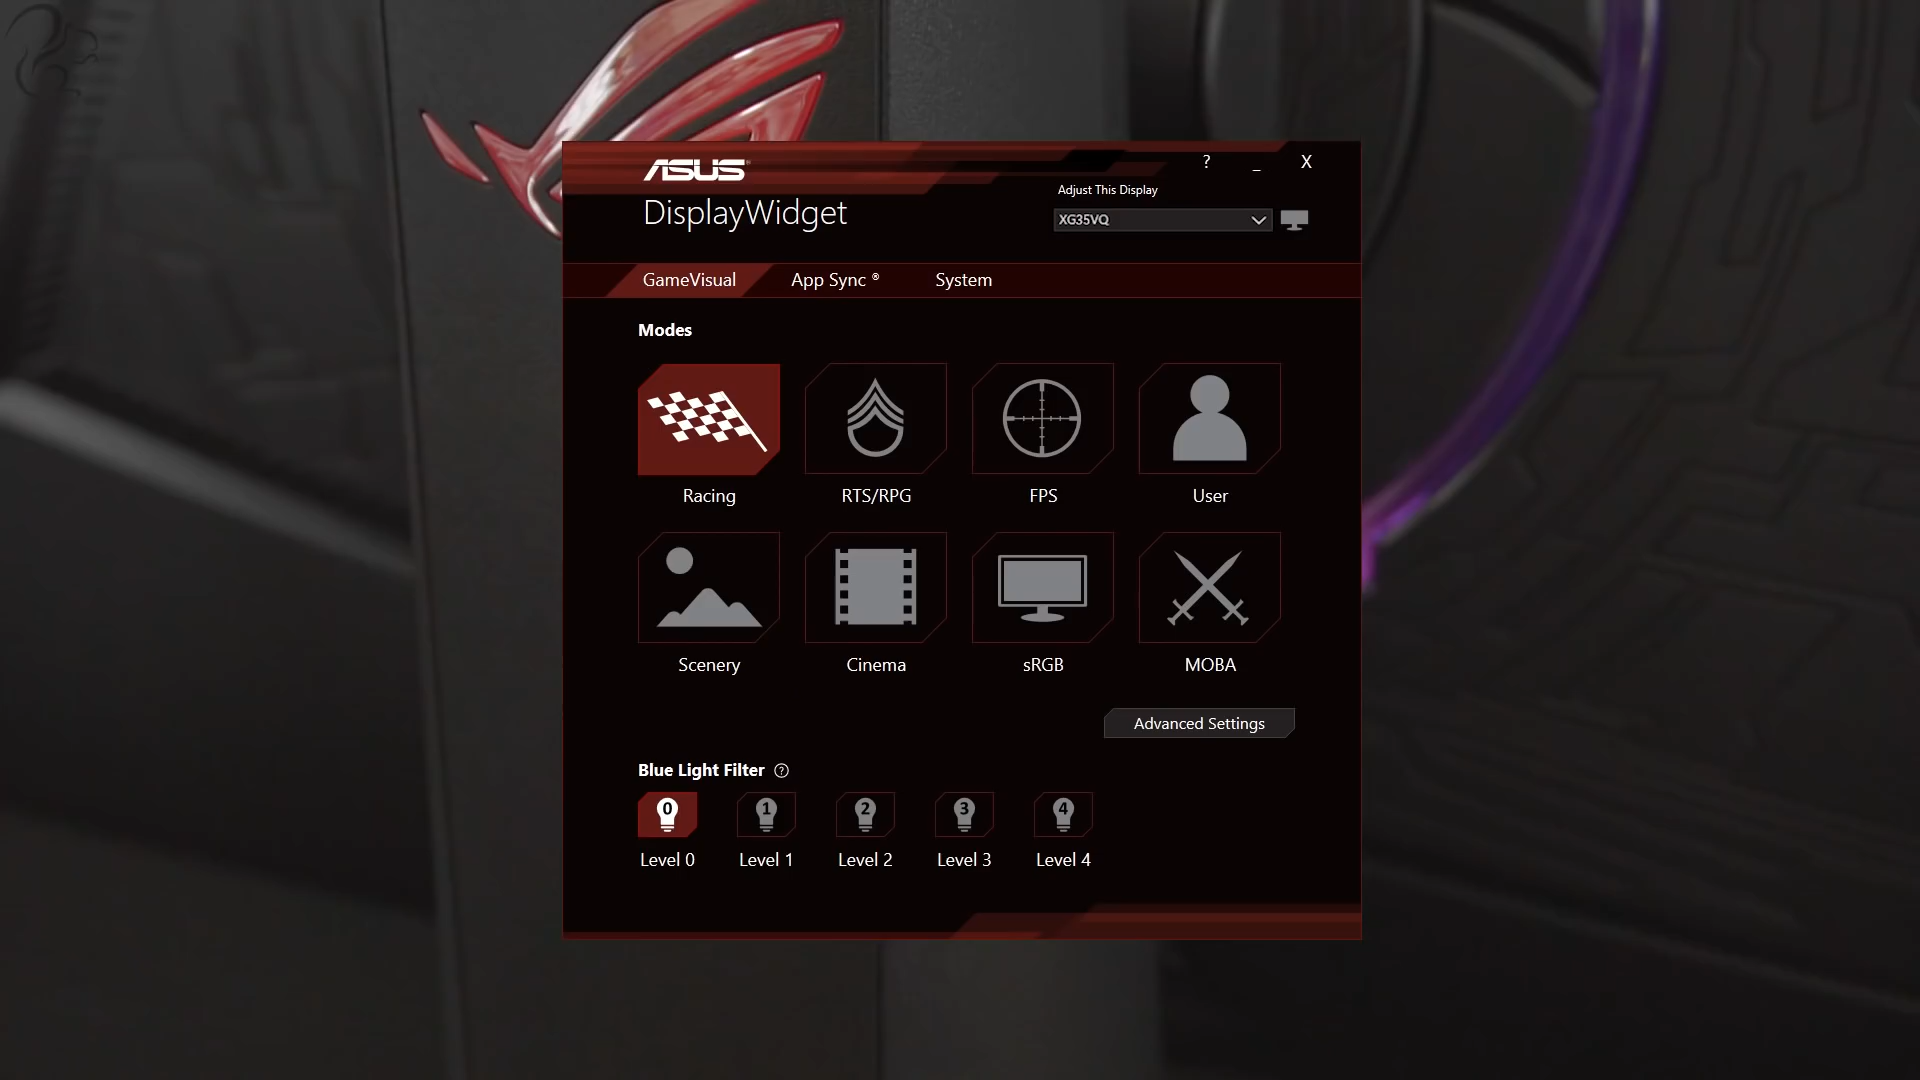 ASUS
DisplayWidget
? _ X
Adjust This Display
XG35VQ
GameVisual App Sync ® System
Modes
Racing RTS/RPG FPS User
Scenery Cinema sRGB MOBA
Advanced Settings
Blue Light Filter ?
0 1 2 3 4
Level 0 Level 1 Level 2 Level 3 Level 4